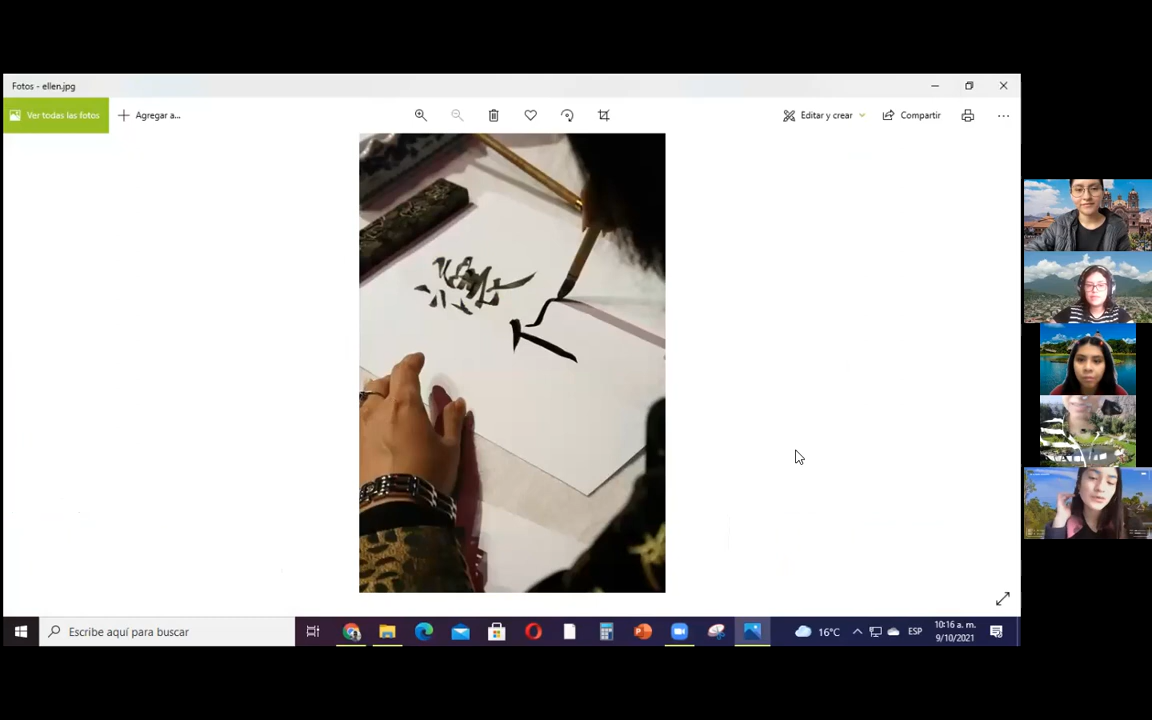 Fotos - ellen.jpg
Ver todas las fotos
Agregar a...
Editar y crear
Compartir
Escribe aquí para buscar
16°C
ESP
10:16 a. m.
9/10/2021